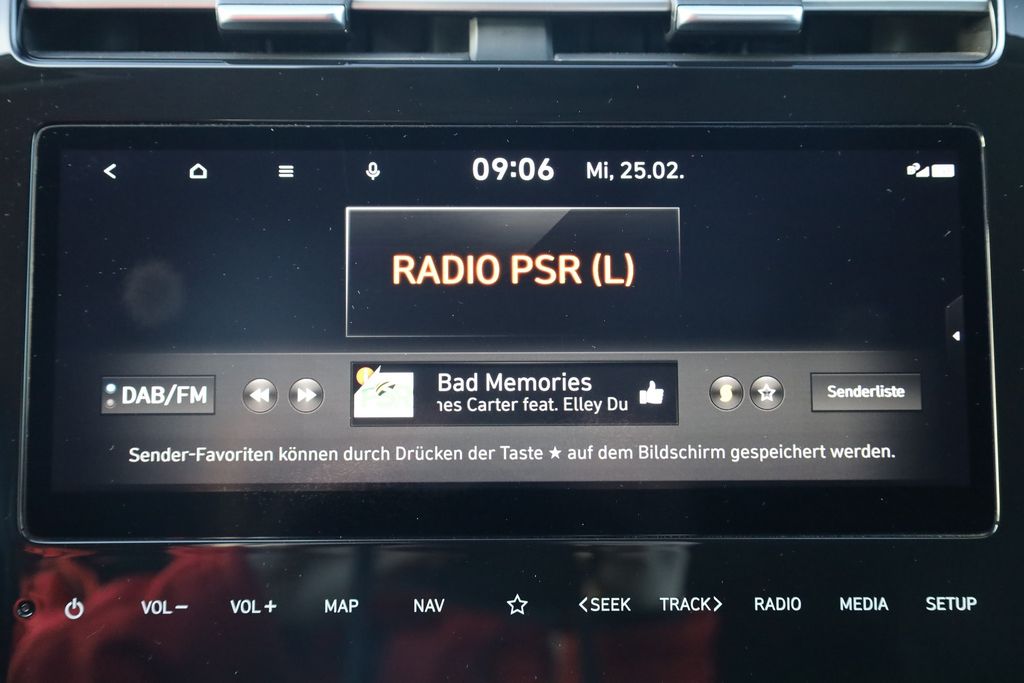 09:06 Mi, 25.02.
RADIO PSR (L)
DAB/FM
Bad Memories
nes Carter feat. Elley Du
Senderliste
Sender-Favoriten können durch Drücken der Taste ★ auf dem Bildschirm gespeichert werden.
VOL− VOL+ MAP NAV ☆ <SEEK TRACK> RADIO MEDIA SETUP